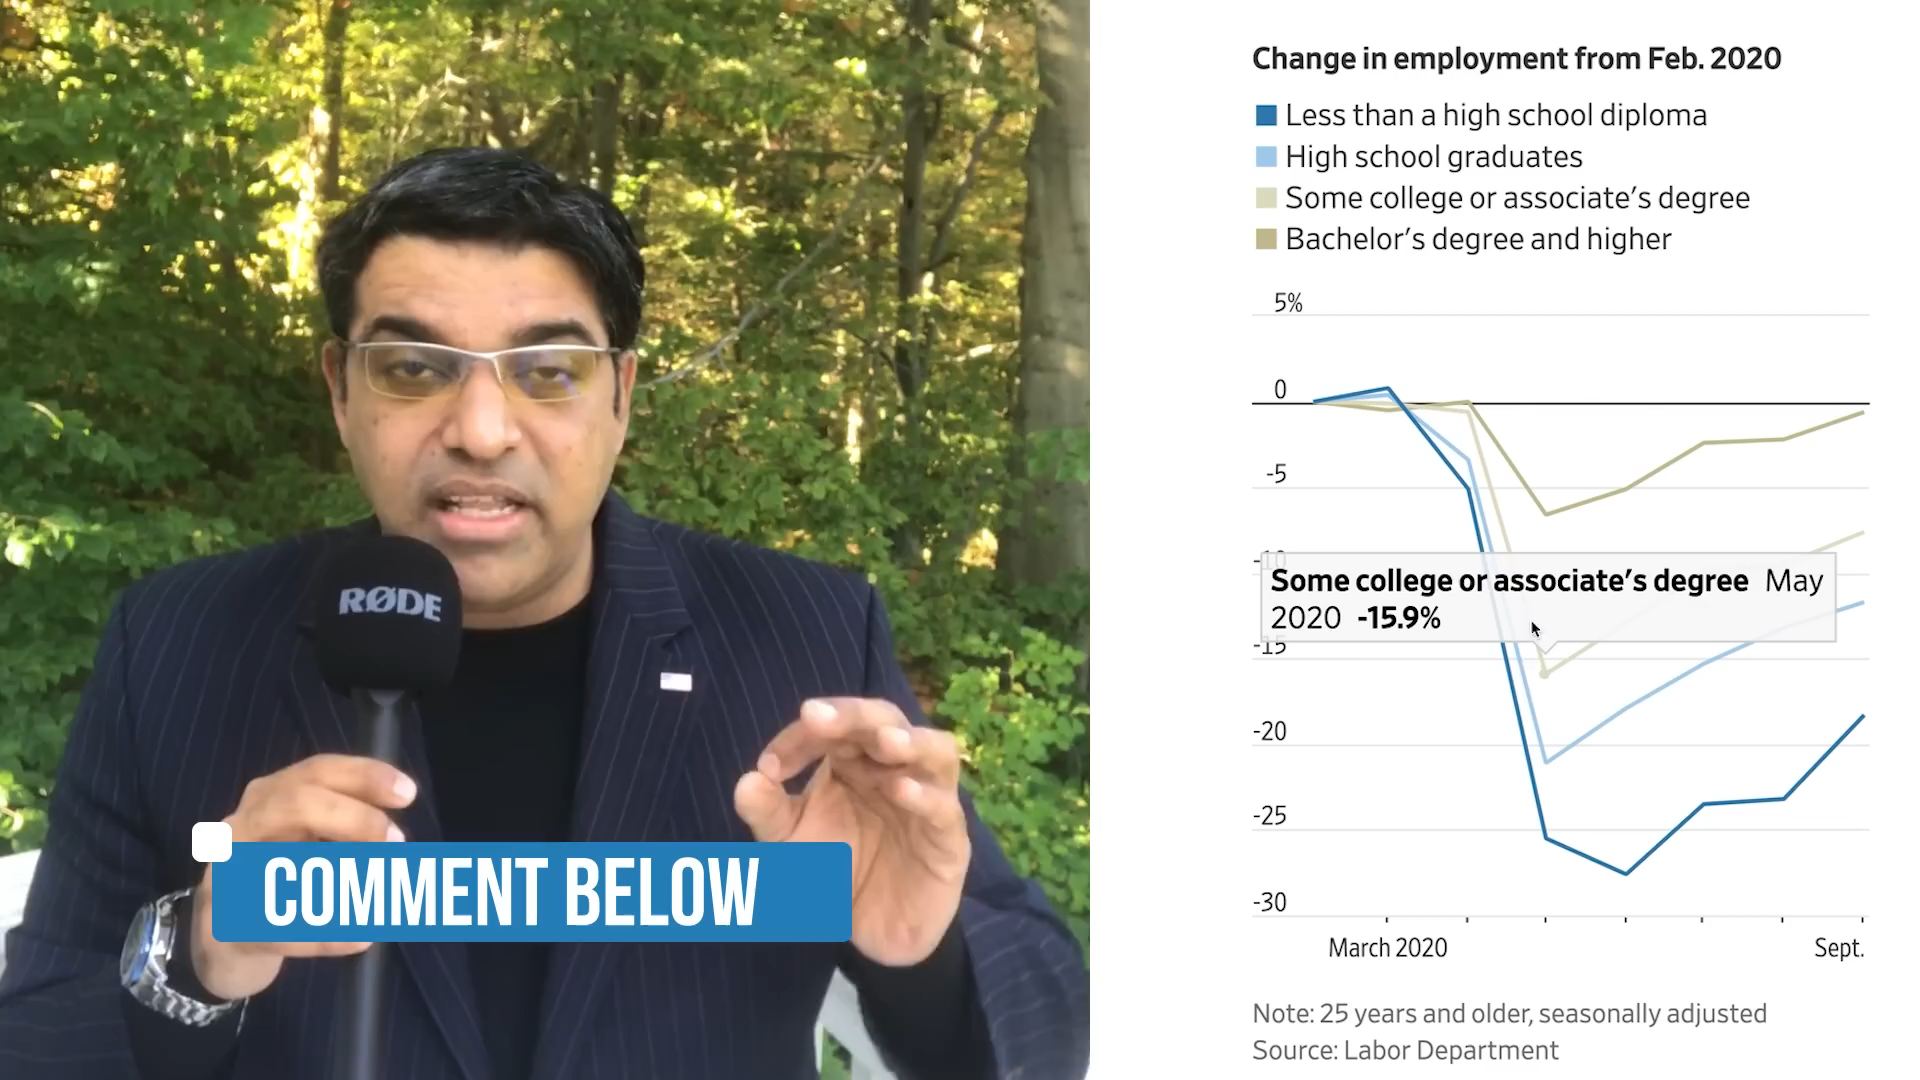 RØDE
COMMENT BELOW
Change in employment from Feb. 2020
Less than a high school diploma
High school graduates
Some college or associate's degree
Bachelor's degree and higher
5%
0
-5
-10
Some college or associate's degree May
2020 -15.9%
-15
-20
-25
-30
March 2020
Sept.
Note: 25 years and older, seasonally adjusted
Source: Labor Department